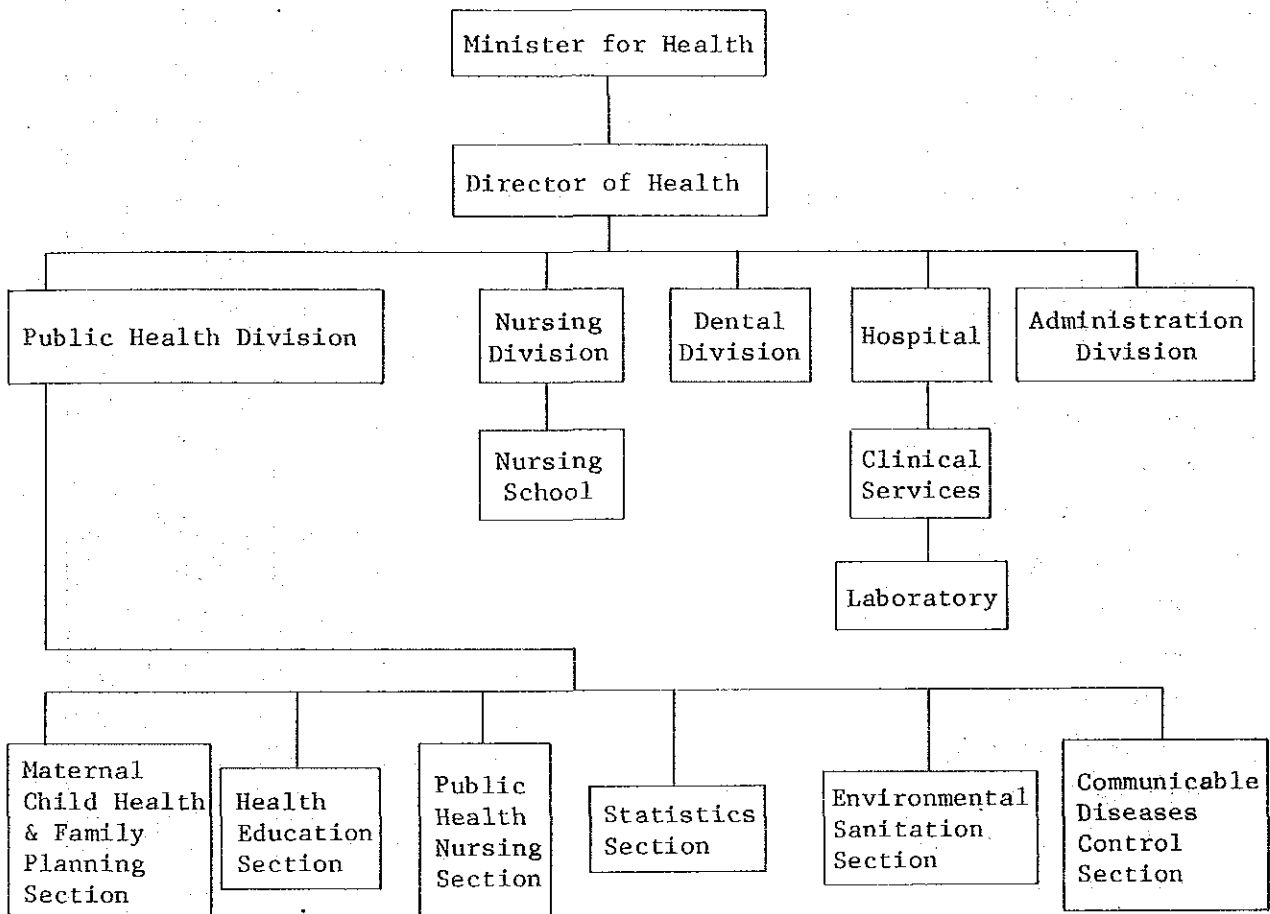 Minister for Health
Director of Health
Public Health Division
Nursing
Division
Dental
Division
Hospital
Administration
Division
Nursing
School
Clinical
Services
Laboratory
Maternal
Child Health
& Family
Planning
Section
Health
Education
Section
Public
Health
Nursing
Section
Statistics
Section
Environmental
Sanitation
Section
Communicable
Diseases
Control
Section